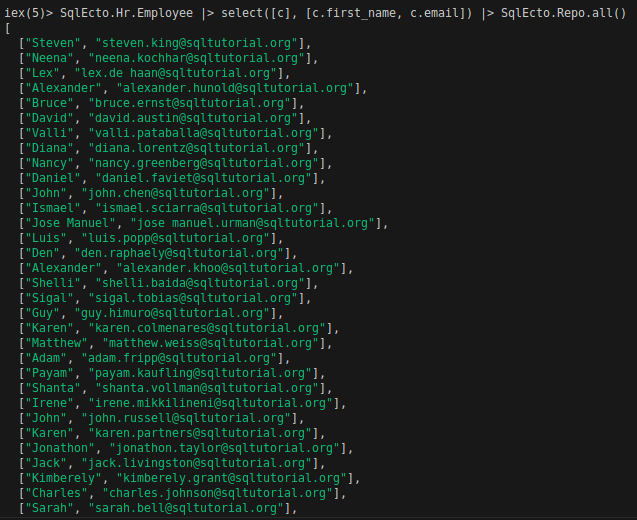 iex(5)> SqlEcto.Hr.Employee |> select([c], [c.first_name, c.email]) |> SqlEcto.Repo.all()
[
  ["Steven", "steven.king@sqltutorial.org"],
  ["Neena", "neena.kochhar@sqltutorial.org"],
  ["Lex", "lex.de haan@sqltutorial.org"],
  ["Alexander", "alexander.hunold@sqltutorial.org"],
  ["Bruce", "bruce.ernst@sqltutorial.org"],
  ["David", "david.austin@sqltutorial.org"],
  ["Valli", "valli.pataballa@sqltutorial.org"],
  ["Diana", "diana.lorentz@sqltutorial.org"],
  ["Nancy", "nancy.greenberg@sqltutorial.org"],
  ["Daniel", "daniel.faviet@sqltutorial.org"],
  ["John", "john.chen@sqltutorial.org"],
  ["Ismael", "ismael.sciarra@sqltutorial.org"],
  ["Jose Manuel", "jose manuel.urman@sqltutorial.org"],
  ["Luis", "luis.popp@sqltutorial.org"],
  ["Den", "den.raphaely@sqltutorial.org"],
  ["Alexander", "alexander.khoo@sqltutorial.org"],
  ["Shelli", "shelli.baida@sqltutorial.org"],
  ["Sigal", "sigal.tobias@sqltutorial.org"],
  ["Guy", "guy.himuro@sqltutorial.org"],
  ["Karen", "karen.colmenares@sqltutorial.org"],
  ["Matthew", "matthew.weiss@sqltutorial.org"],
  ["Adam", "adam.fripp@sqltutorial.org"],
  ["Payam", "payam.kaufling@sqltutorial.org"],
  ["Shanta", "shanta.vollman@sqltutorial.org"],
  ["Irene", "irene.mikkilineni@sqltutorial.org"],
  ["John", "john.russell@sqltutorial.org"],
  ["Karen", "karen.partners@sqltutorial.org"],
  ["Jonathon", "jonathon.taylor@sqltutorial.org"],
  ["Jack", "jack.livingston@sqltutorial.org"],
  ["Kimberely", "kimberely.grant@sqltutorial.org"],
  ["Charles", "charles.johnson@sqltutorial.org"],
  ["Sarah", "sarah.bell@sqltutorial.org"],